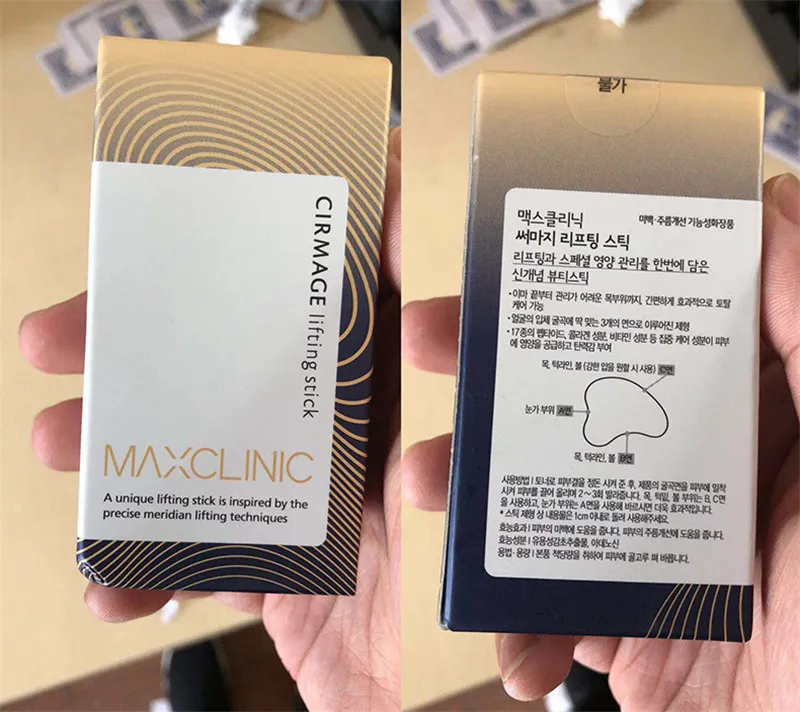 CIRMAGE lifting stick
MAXCLINIC
A unique lifting stick is inspired by the
precise meridian lifting techniques
불가
맥스클리닉
미백·주름개선 기능성화장품
써마지 리프팅 스틱
리프팅과 스페셜 영양 관리를 한번에 담은
신개념 뷰티스틱
•이마 끝부터 관리가 어려운 목부위까지, 간편하게 효과적으로 토탈
케어 가능
•얼굴의 입체 굴곡에 딱 맞는 3개의 면으로 이루어진 제형
•17종의 펩타이드, 콜라겐 성분, 비타민 성분 등 집중 케어 성분이 피부
에 영양을 공급하고 탄력감 부여
목, 턱라인, 볼 (강한 압을 원할 시 사용) C면
눈가 부위 A면
목, 턱라인, 볼 B면
사용방법 | 토너로 피부결을 정돈 시켜 준 후, 제품의 굴곡면을 피부에 밀착
시켜 피부를 끌어 올리며 2~3회 발라줍니다. 목, 턱밑, 볼 부위는 B, C면
을 사용하고, 눈가 부위는 A면을 사용해 바르시면 더욱 효과적입니다.
* 스틱 제형 상 내용물은 1cm 이내로 돌려 사용해주세요.
효능효과 | 피부의 미백에 도움을 줍니다. 피부의 주름개선에 도움을 줍니다.
효능성분 | 유용성감초추출물, 아데노신
용법·용량 | 본품 적당량을 취하여 피부에 골고루 펴 바릅니다.